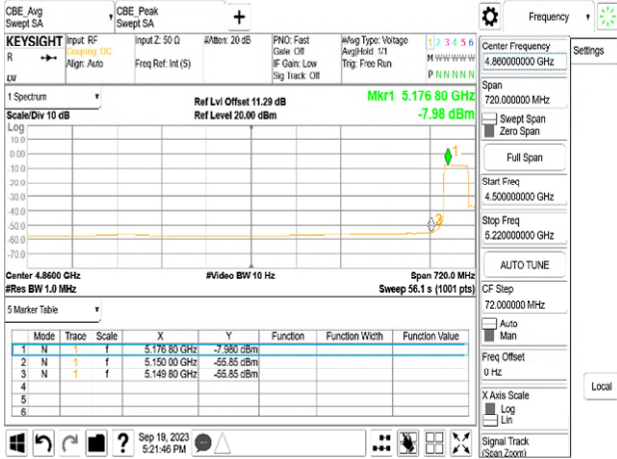 CBE_Avg
Swept SA
CBE_Peak
Swept SA
+
Frequency
KEYSIGHT
R
Input: RF
Coupling: DC
Align: Auto
Input Z: 50 Ω
Freq Ref: Int (S)
#Atten: 20 dB
PNO: Fast
Gate: Off
IF Gain: Low
Sig Track: Off
#Avg Type: Voltage
Avg|Hold: 1/1
Trig: Free Run
1 2 3 4 5 6
M W W W W W
P N N N N N
1 Spectrum
Scale/Div 10 dB
Ref Lvl Offset 11.29 dB
Ref Level 20.00 dBm
Mkr1 5.176 80 GHz
-7.98 dBm
Log
10.0
0.00
-10.0
-20.0
-30.0
-40.0
-50.0
-60.0
-70.0
1
Center 4.8600 GHz
#Res BW 1.0 MHz
#Video BW 10 Hz
Span 720.0 MHz
Sweep 56.1 s (1001 pts)
5 Marker Table
Mode Trace Scale X Y Function Function Width Function Value
1 N 1 f 5.176 80 GHz -7.980 dBm
2 N 1 f 5.150 00 GHz -55.85 dBm
3 N 1 f 5.149 80 GHz -55.85 dBm
4
5
6
Sep 19, 2023
5:21:46 PM
Center Frequency
4.860000000 GHz
Span
720.000000 MHz
Swept Span
Zero Span
Full Span
Start Freq
4.500000000 GHz
Stop Freq
5.220000000 GHz
AUTO TUNE
CF Step
72.000000 MHz
Auto
Man
Freq Offset
0 Hz
X Axis Scale
Log
Lin
Signal Track
(Span Zoom)
Settings
Local